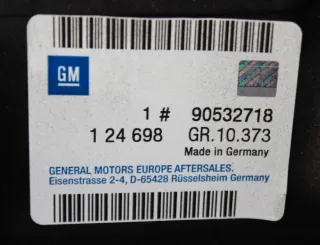 GM
1 # 90532718
1 24 698 GR.10.373
Made in Germany
GENERAL MOTORS EUROPE AFTERSALES.
Eisenstrasse 2-4, D-65428 Rüsselsheim Germany